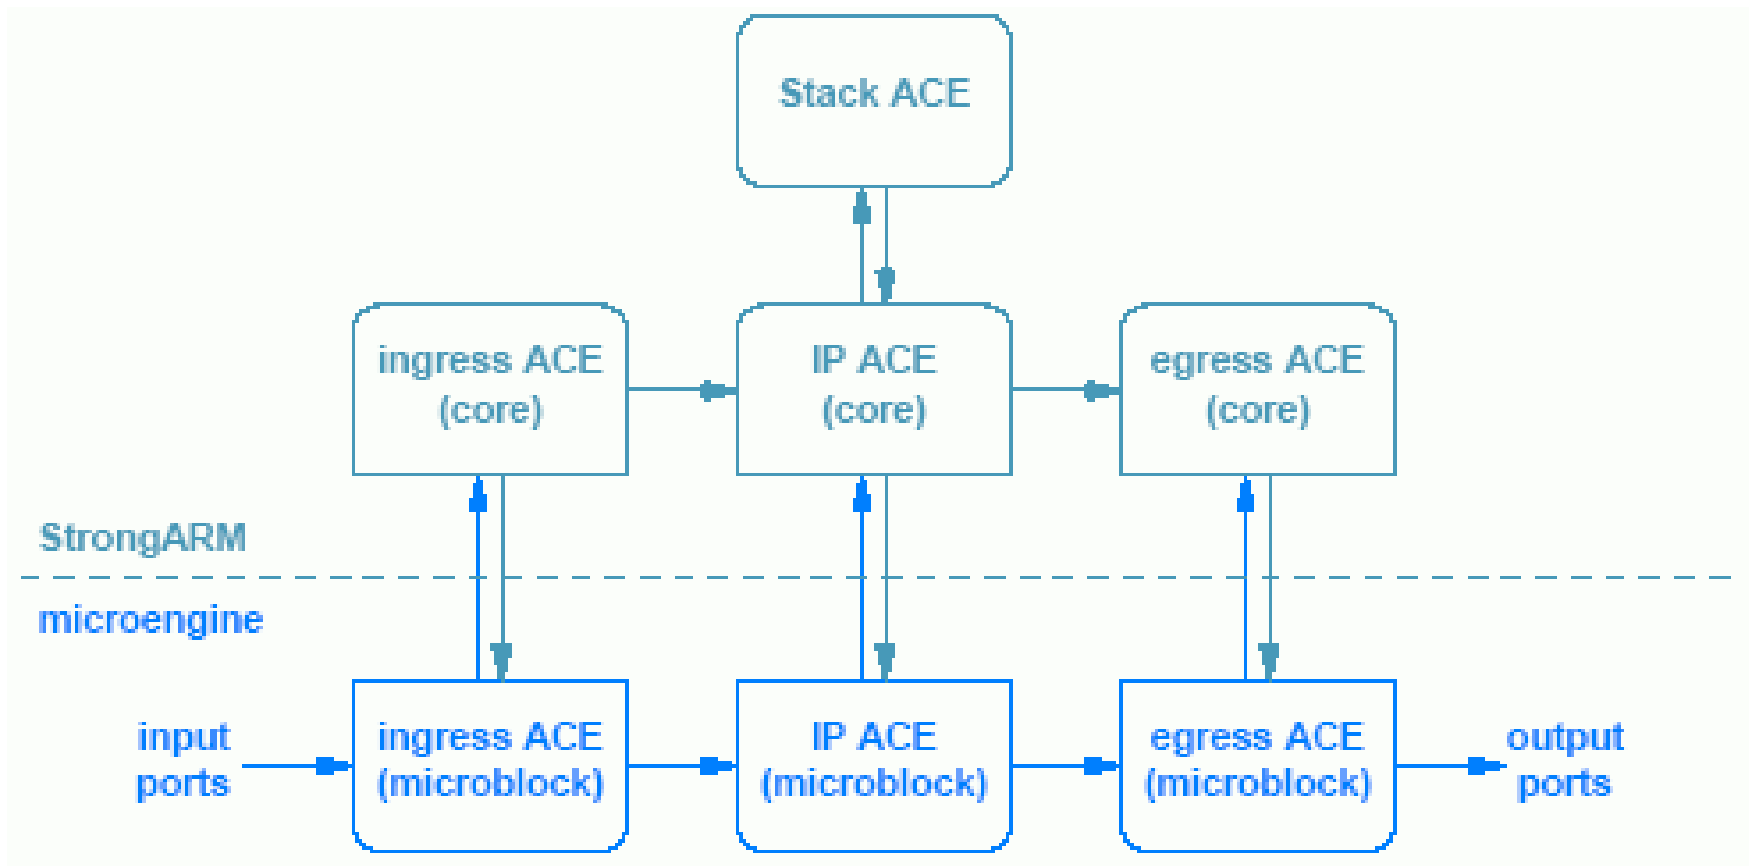 Stack ACE
ingress ACE
(core)
IP ACE
(core)
egress ACE
(core)
StrongARM
microengine
input
ports
ingress ACE
(microblock)
IP ACE
(microblock)
egress ACE
(microblock)
output
ports